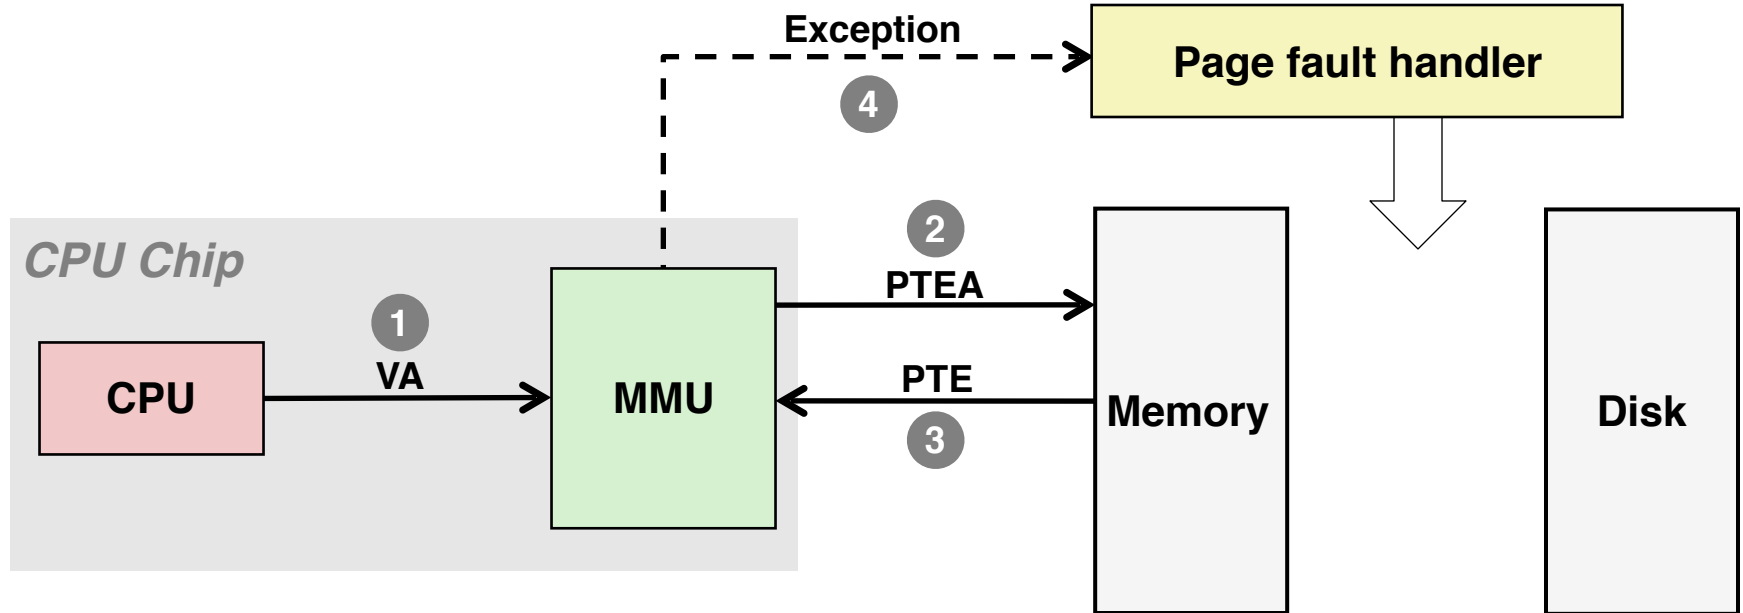 Exception
Page fault handler
4
2
CPU Chip
PTEA
1
VA
PTE
CPU
MMU
Memory
Disk
3